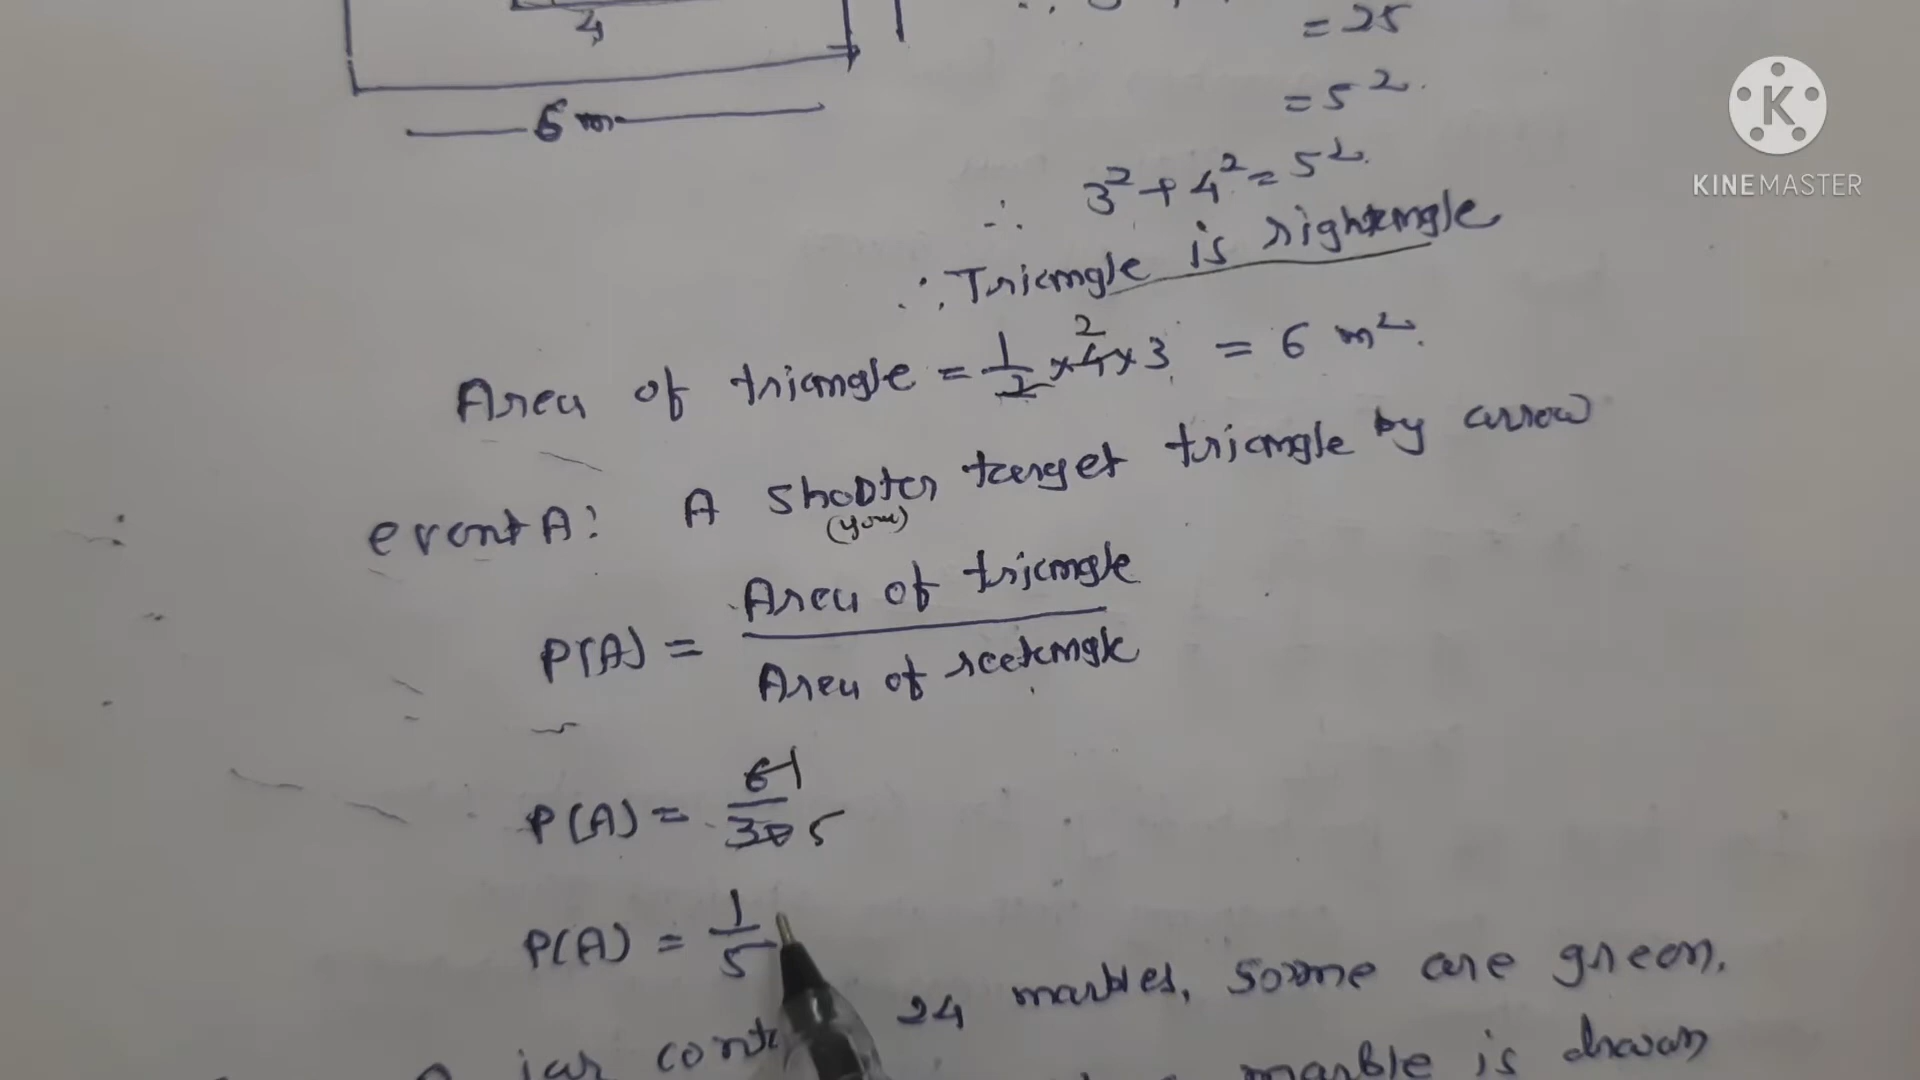 4
6 m
= 25
= 5²
∴ 3² + 4² = 5²
∴ Triangle is rightangle
Area of triangle = 1/2 × 4 × 3 = 6 m²
2
event A: A shooter target triangle by arrow
(you)
P(A) = Area of triangle / Area of rectangle
P(A) = 6 1 / 30 5
P(A) = 1/5
24 marbles, some are green.
jar cont
marble is drawn
KINEMASTER